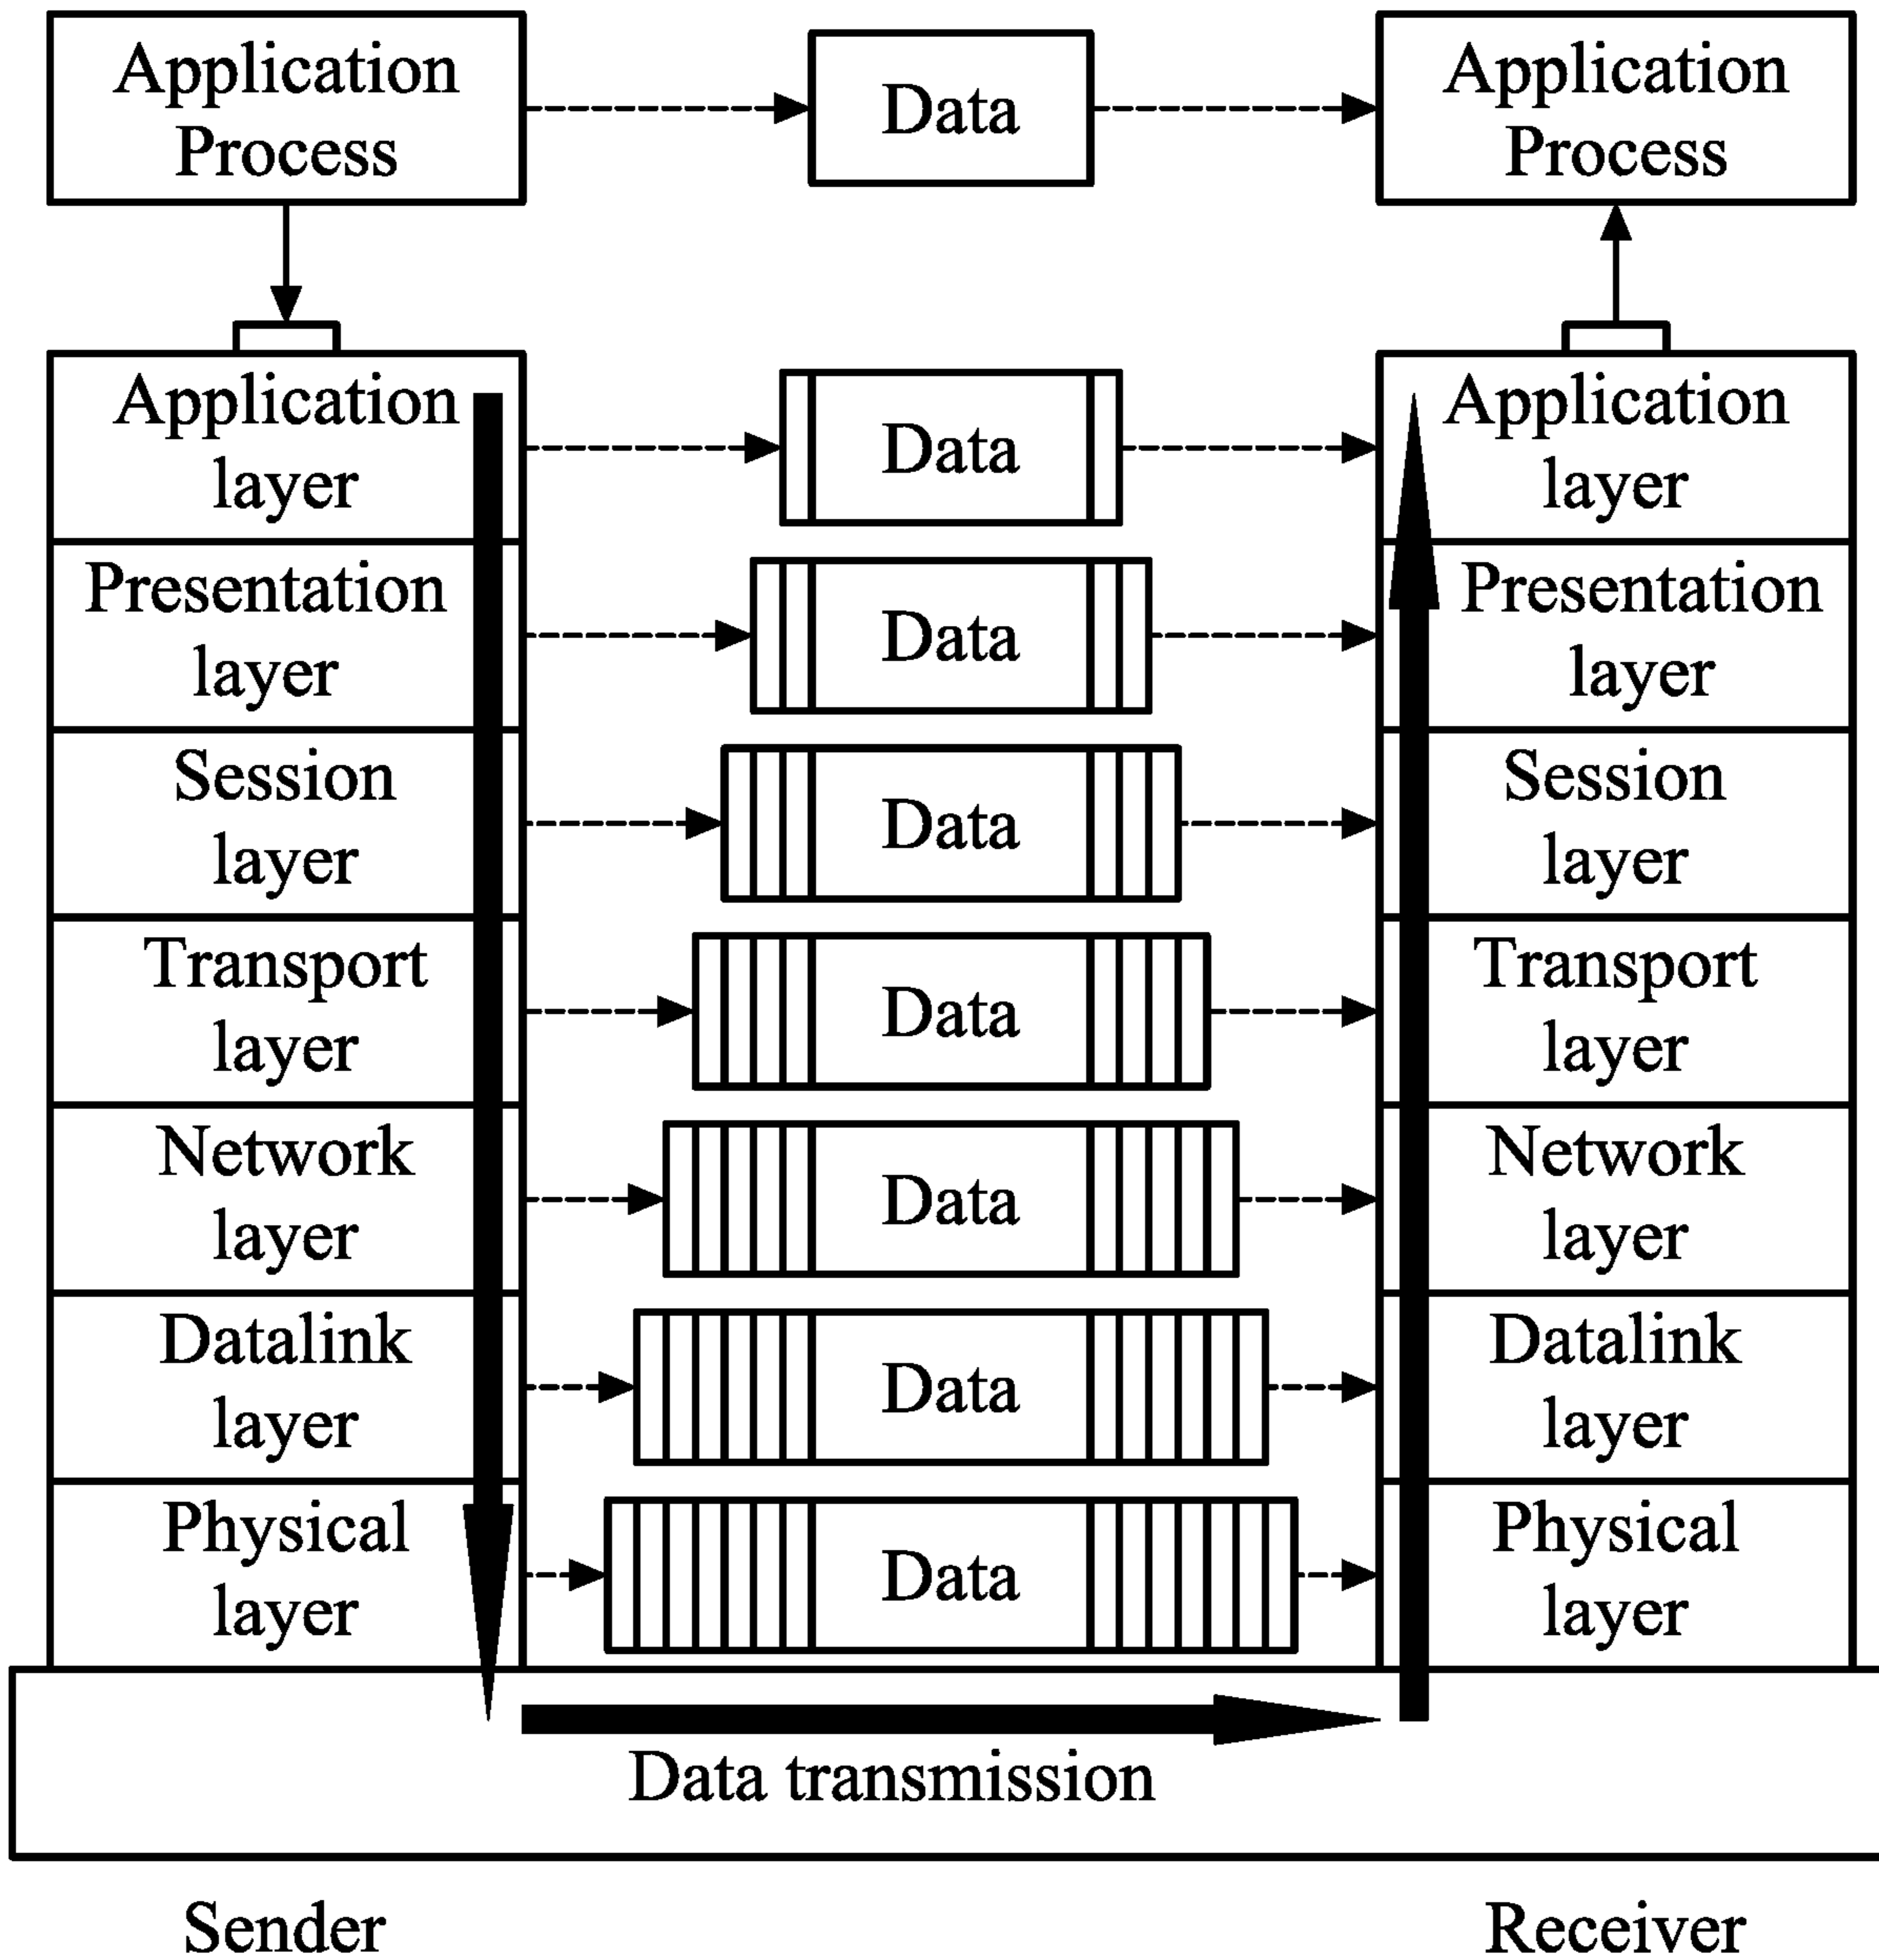 Application
Process
Data
Application
Process
Application
layer
Data
Application
layer
Presentation
layer
Data
Presentation
layer
Session
layer
Data
Session
layer
Transport
layer
Data
Transport
layer
Network
layer
Data
Network
layer
Datalink
layer
Data
Datalink
layer
Physical
layer
Data
Physical
layer
Data transmission
Sender
Receiver